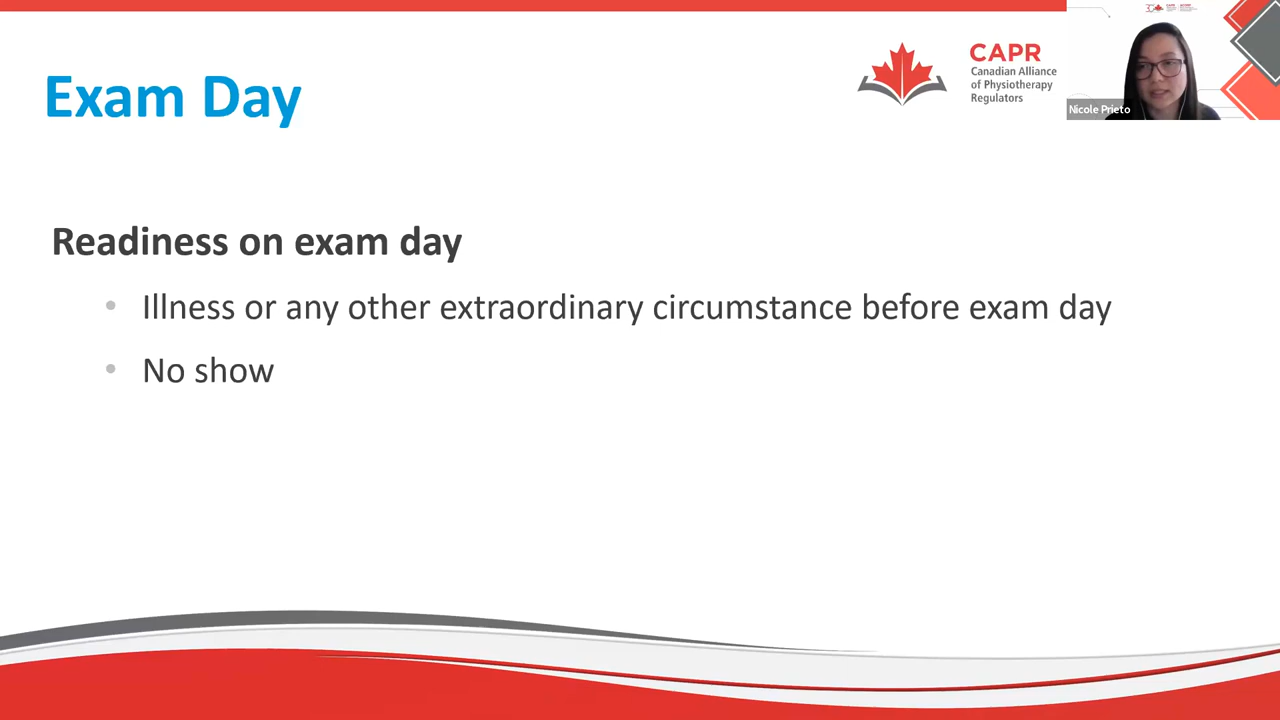 Exam Day
CAPR
Canadian Alliance
of Physiotherapy
Regulators
Nicole Prieto
Readiness on exam day
• Illness or any other extraordinary circumstance before exam day
• No show